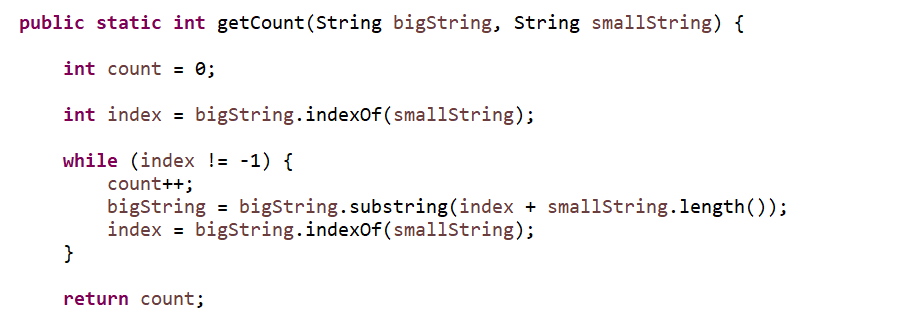 public static int getCount(String bigString, String smallString) {
int count = 0;
int index = bigString.indexOf(smallString);
while (index != -1) {
count++;
bigString = bigString.substring(index + smallString.length());
index = bigString.indexOf(smallString);
}
return count;